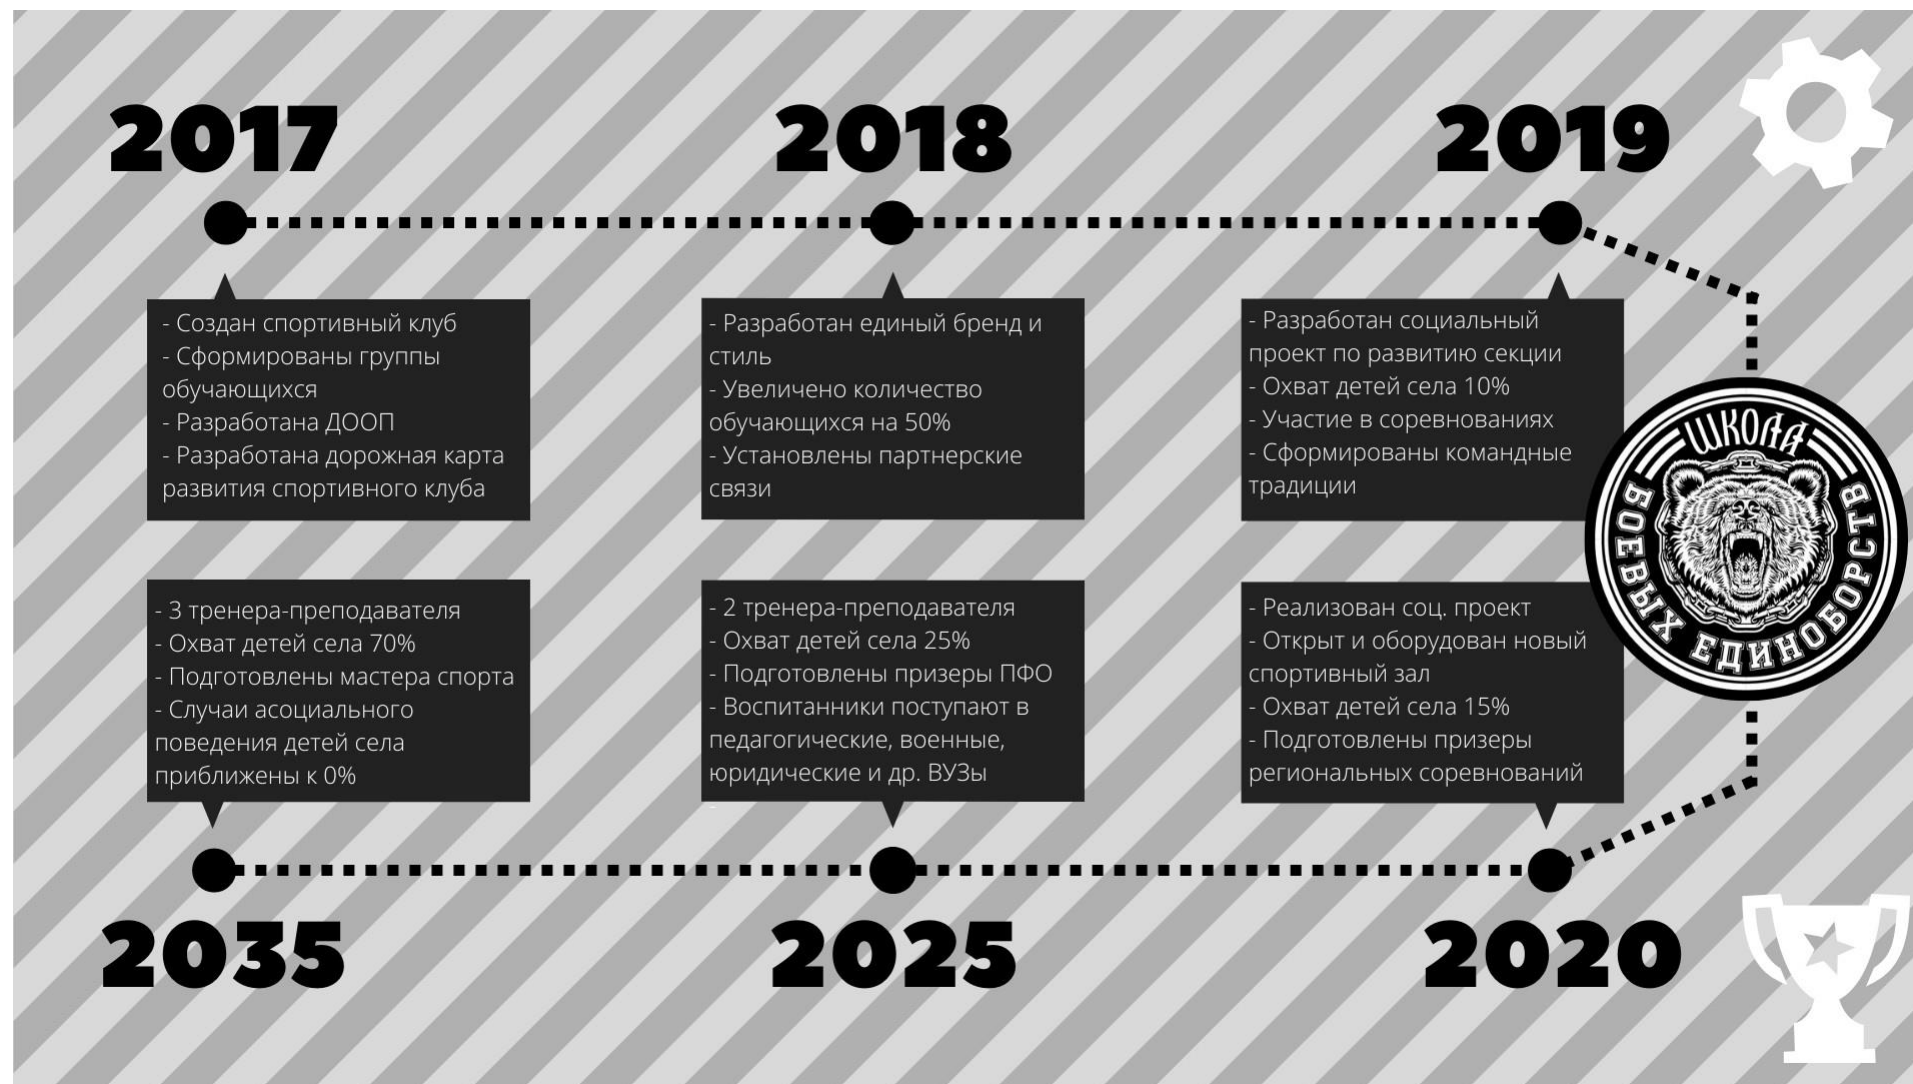 2017
2018
2019
- Создан спортивный клуб
- Сформированы группы
обучающихся
- Разработана ДООП
- Разработана дорожная карта
развития спортивного клуба
- Разработан единый бренд и
стиль
- Увеличено количество
обучающихся на 50%
- Установлены партнерские
связи
- Разработан социальный
проект по развитию секции
- Охват детей села 10%
- Участие в соревнованиях
- Сформированы командные
традиции
ШКОЛА
БОЕВЫХ ЕДИНОБОРСТВ
- Реализован соц. проект
- Открыт и оборудован новый
спортивный зал
- Охват детей села 15%
- Подготовлены призеры
региональных соревнований
2020
- 2 тренера-преподавателя
- Охват детей села 25%
- Подготовлены призеры ПФО
- Воспитанники поступают в
педагогические, военные,
юридические и др. ВУЗы
-
2025
- 3 тренера-преподавателя
- Охват детей села 70%
- Подготовлены мастера спорта
- Случаи асоциального
поведения детей села
приближены к 0%
2035